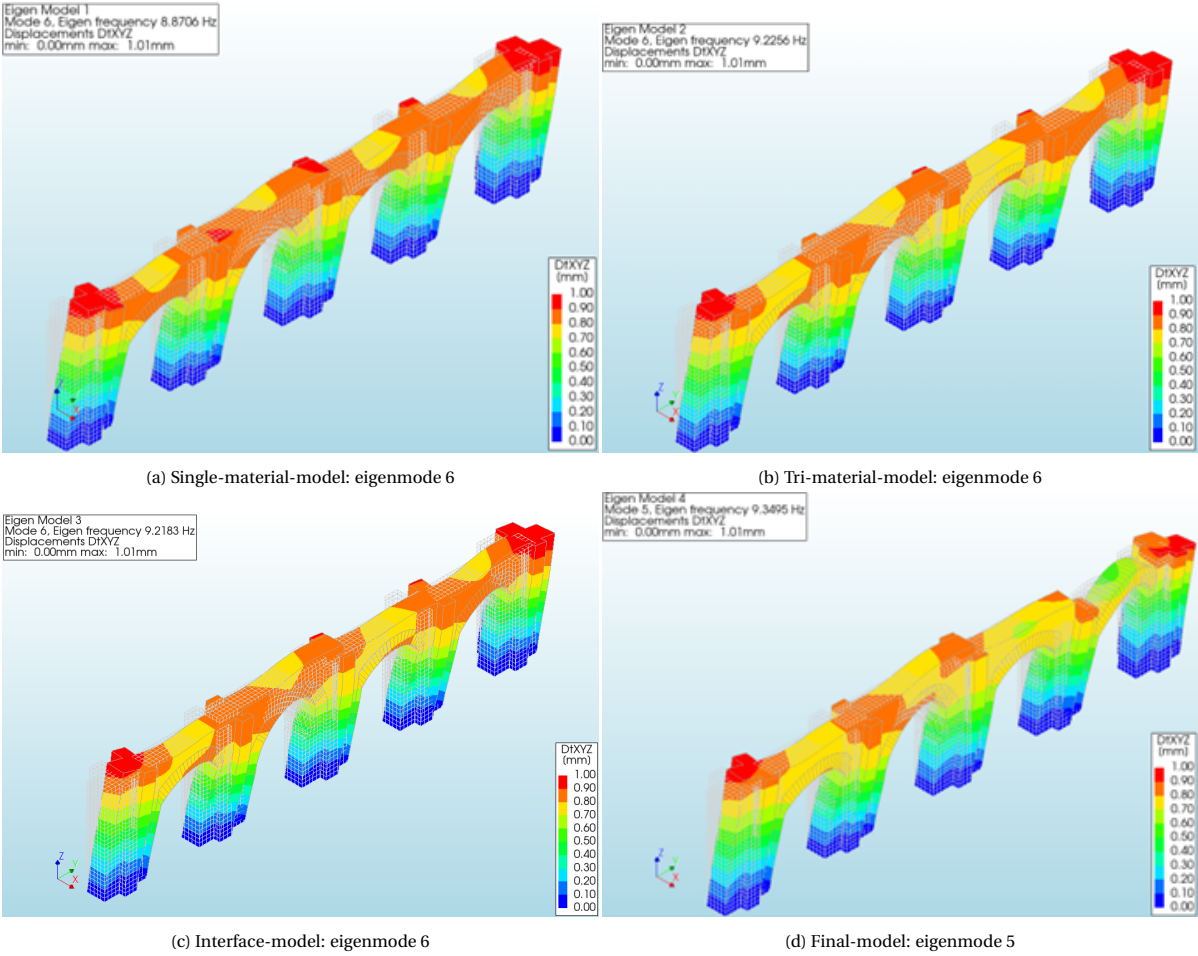 Eigen Model 1
Mode 6, Eigen frequency 8.8706 Hz
Displacements DtXYZ
min: 0.00mm max: 1.01mm
DtXYZ
(mm)
1.00
0.90
0.80
0.70
0.60
0.50
0.40
0.30
0.20
0.10
0.00
Z
Y
X
(a) Single-material-model: eigenmode 6
Eigen Model 2
Mode 6, Eigen frequency 9.2256 Hz
Displacements DtXYZ
min: 0.00mm max: 1.01mm
DtXYZ
(mm)
1.00
0.90
0.80
0.70
0.60
0.50
0.40
0.30
0.20
0.10
0.00
Z
Y
X
(b) Tri-material-model: eigenmode 6
Eigen Model 3
Mode 6, Eigen frequency 9.2183 Hz
Displacements DtXYZ
min: 0.00mm max: 1.01mm
DtXYZ
(mm)
1.00
0.90
0.80
0.70
0.60
0.50
0.40
0.30
0.20
0.10
0.00
Z
Y
X
(c) Interface-model: eigenmode 6
Eigen Model 4
Mode 5, Eigen frequency 9.3495 Hz
Displacements DtXYZ
min: 0.00mm max: 1.01mm
DtXYZ
(mm)
1.00
0.90
0.80
0.70
0.60
0.50
0.40
0.30
0.20
0.10
0.00
Z
Y
X
(d) Final-model: eigenmode 5